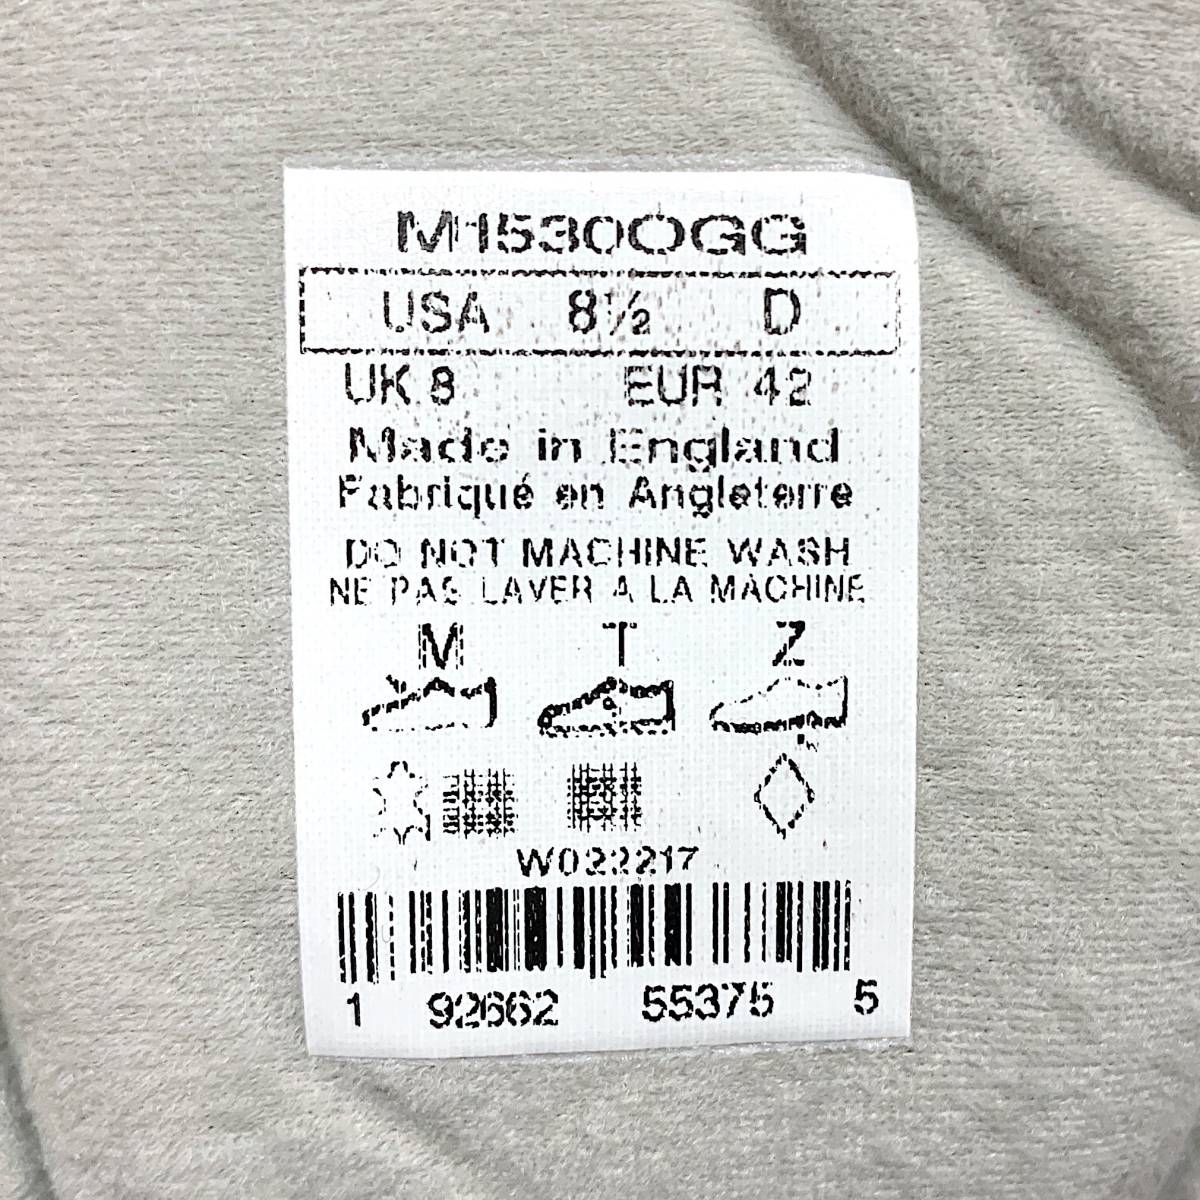 M1530OGG
USA 8½ D
UK 8 EUR 42
Made in England
Fabriqué en Angleterre
DO NOT MACHINE WASH
NE PAS LAVER A LA MACHINE
M T Z
W022217
1 92662 55375 5